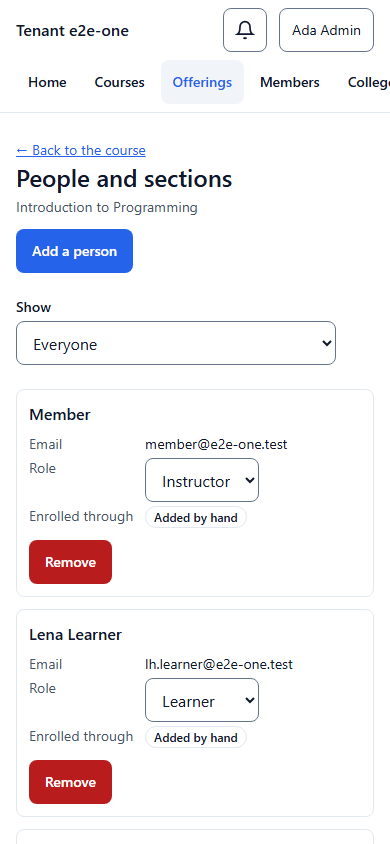 Tenant e2e-one
Ada Admin
Home Courses Offerings Members Colleg
← Back to the course
People and sections
Introduction to Programming
Add a person
Show
Everyone
Member
Email member@e2e-one.test
Role Instructor
Enrolled through Added by hand
Remove
Lena Learner
Email lh.learner@e2e-one.test
Role Learner
Enrolled through Added by hand
Remove